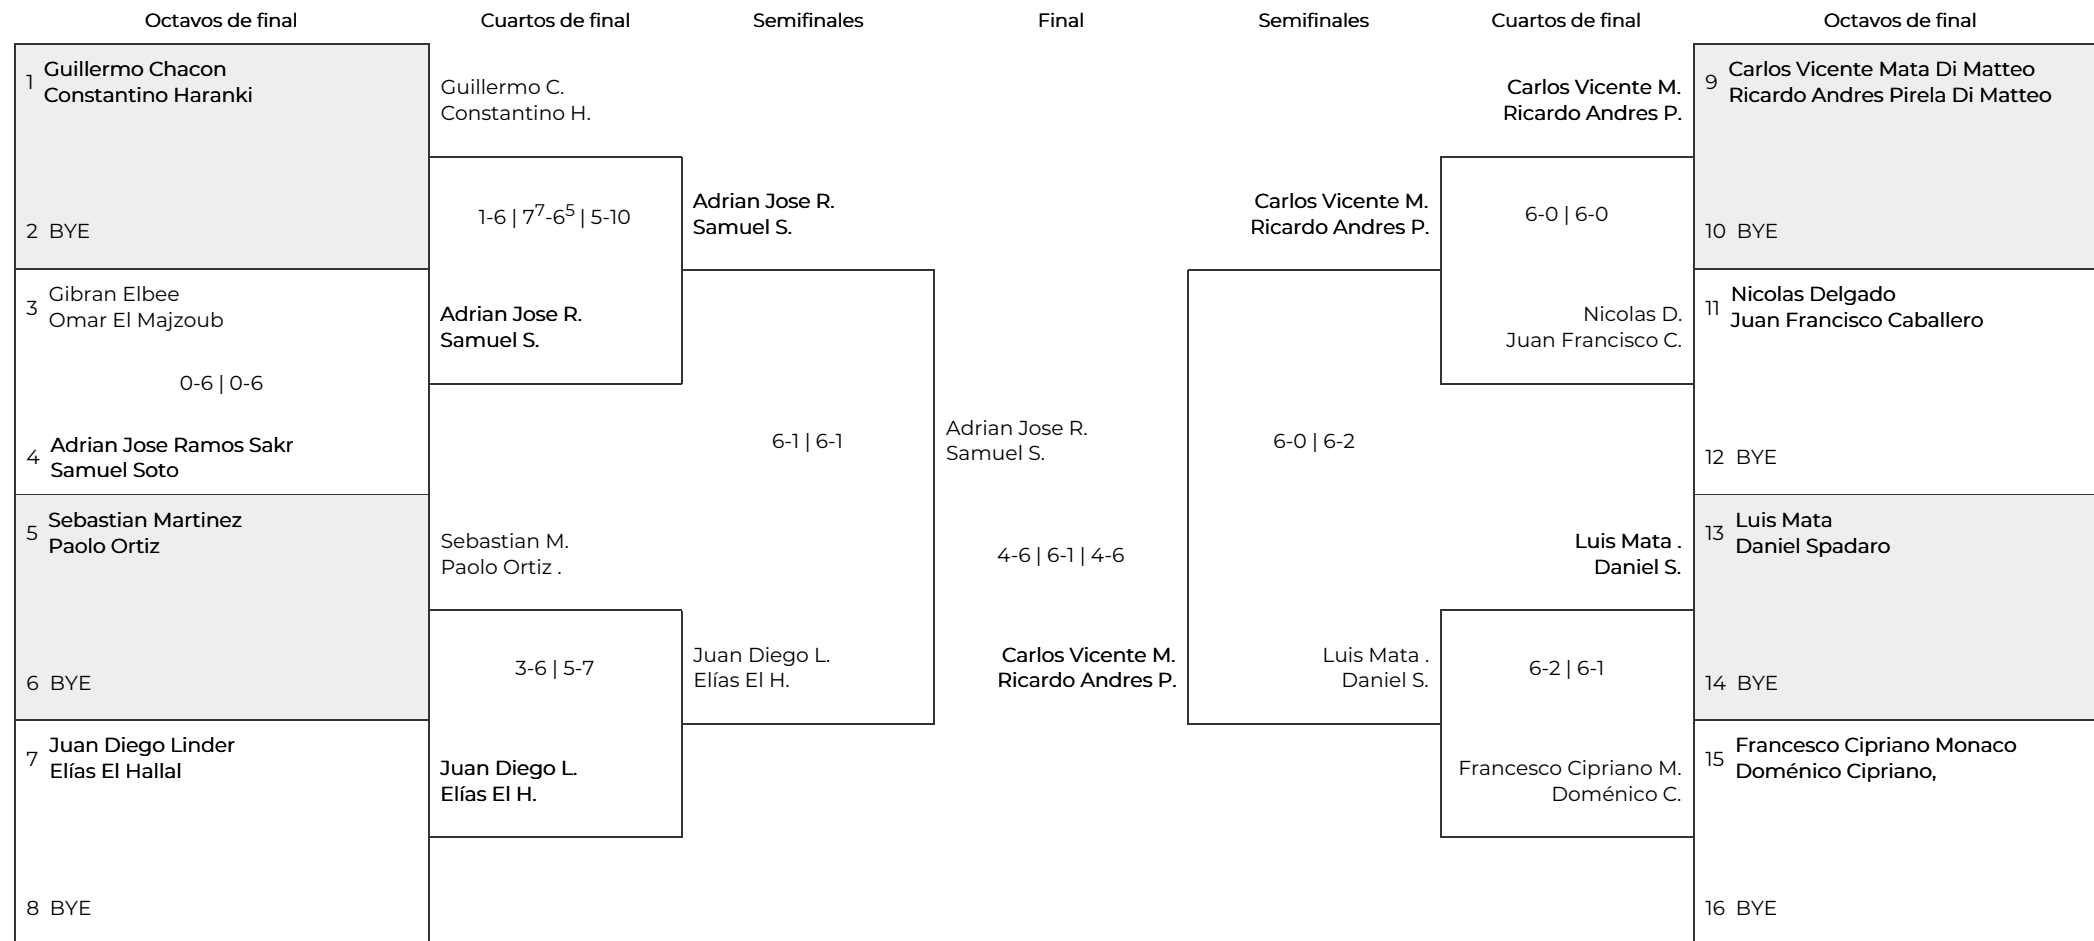 Octavos de final
Cuartos de final
Semifinales
Final
Semifinales
Cuartos de final
Octavos de final
1
Guillermo Chacon
Constantino Haranki
2 BYE
3
Gibran Elbee
Omar El Majzoub
0-6 | 0-6
4
Adrian Jose Ramos Sakr
Samuel Soto
5
Sebastian Martinez
Paolo Ortiz
6 BYE
7
Juan Diego Linder
Elías El Hallal
8 BYE
Guillermo C.
Constantino H.
1-6 | 7⁷-6⁵ | 5-10
Adrian Jose R.
Samuel S.
Sebastian M.
Paolo Ortiz .
3-6 | 5-7
Juan Diego L.
Elías El H.
Adrian Jose R.
Samuel S.
6-1 | 6-1
Juan Diego L.
Elías El H.
Adrian Jose R.
Samuel S.
4-6 | 6-1 | 4-6
Carlos Vicente M.
Ricardo Andres P.
Carlos Vicente M.
Ricardo Andres P.
6-0 | 6-2
Luis Mata .
Daniel S.
Carlos Vicente M.
Ricardo Andres P.
6-0 | 6-0
Nicolas D.
Juan Francisco C.
Luis Mata .
Daniel S.
6-2 | 6-1
Francesco Cipriano M.
Doménico C.
9
Carlos Vicente Mata Di Matteo
Ricardo Andres Pirela Di Matteo
10 BYE
11
Nicolas Delgado
Juan Francisco Caballero
12 BYE
13
Luis Mata
Daniel Spadaro
14 BYE
15
Francesco Cipriano Monaco
Doménico Cipriano,
16 BYE